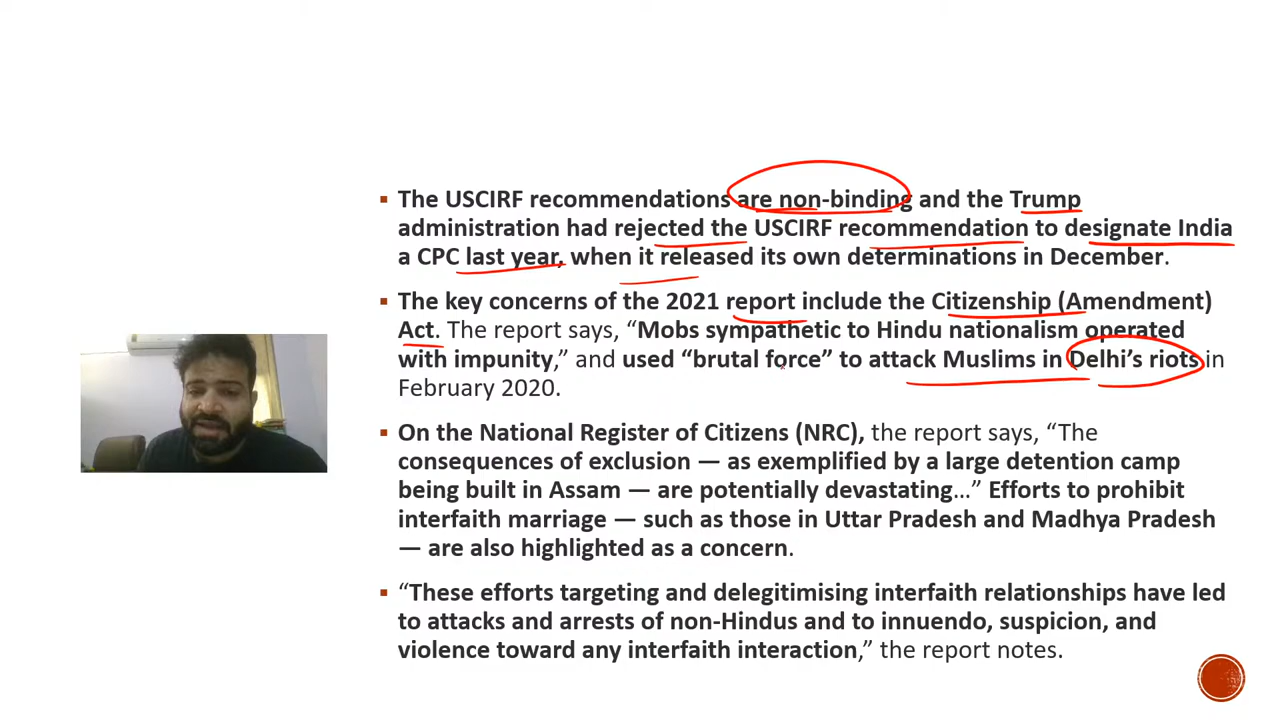 ▪ The USCIRF recommendations are non-binding and the Trump
administration had rejected the USCIRF recommendation to designate India
a CPC last year, when it released its own determinations in December.
▪ The key concerns of the 2021 report include the Citizenship (Amendment)
Act. The report says, “Mobs sympathetic to Hindu nationalism operated
with impunity,” and used “brutal force” to attack Muslims in Delhi’s riots in
February 2020.
▪ On the National Register of Citizens (NRC), the report says, “The
consequences of exclusion — as exemplified by a large detention camp
being built in Assam — are potentially devastating…” Efforts to prohibit
interfaith marriage — such as those in Uttar Pradesh and Madhya Pradesh
— are also highlighted as a concern.
▪ “These efforts targeting and delegitimising interfaith relationships have led
to attacks and arrests of non-Hindus and to innuendo, suspicion, and
violence toward any interfaith interaction,” the report notes.